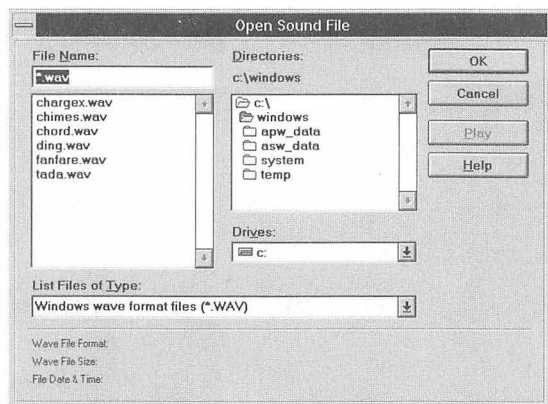 Open Sound File
File Name:
*.wav
chargex.wav
chimes.wav
chord.wav
ding.wav
fanfare.wav
tada.wav
Directories:
c:\windows
c:\
windows
apw_data
asw_data
system
temp
Drives:
c:
OK
Cancel
Play
Help
List Files of Type:
Windows wave format files (*.WAV)
Wave File Format:
Wave File Size:
File Date & Time: